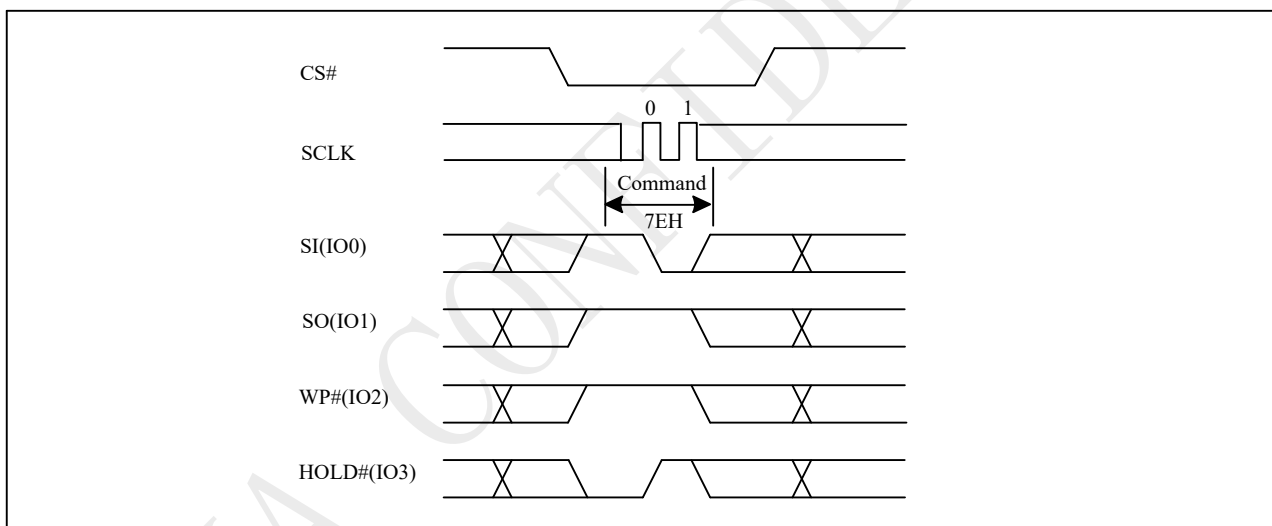 CS#
0 1
SCLK
Command
7EH
SI(IO0)
SO(IO1)
WP#(IO2)
HOLD#(IO3)